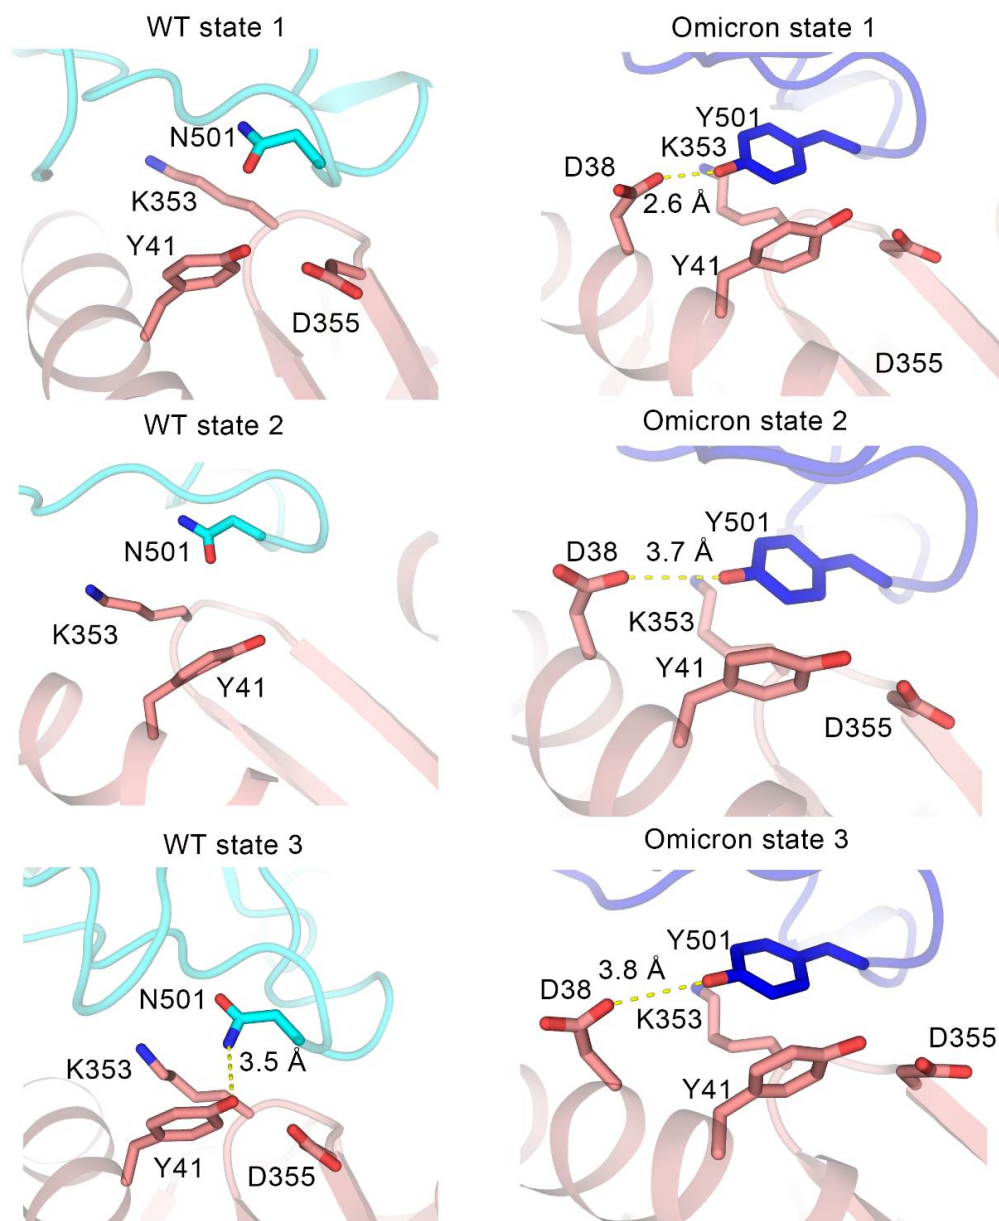 WT state 1
N501
K353
Y41
D355
Omicron state 1
Y501
K353
D38
2.6 Å
Y41
D355
WT state 2
N501
K353
Y41
Omicron state 2
Y501
D38
3.7 Å
K353
Y41
D355
WT state 3
N501
3.5 Å
K353
Y41
D355
Omicron state 3
Y501
3.8 Å
D38
K353
D355
Y41